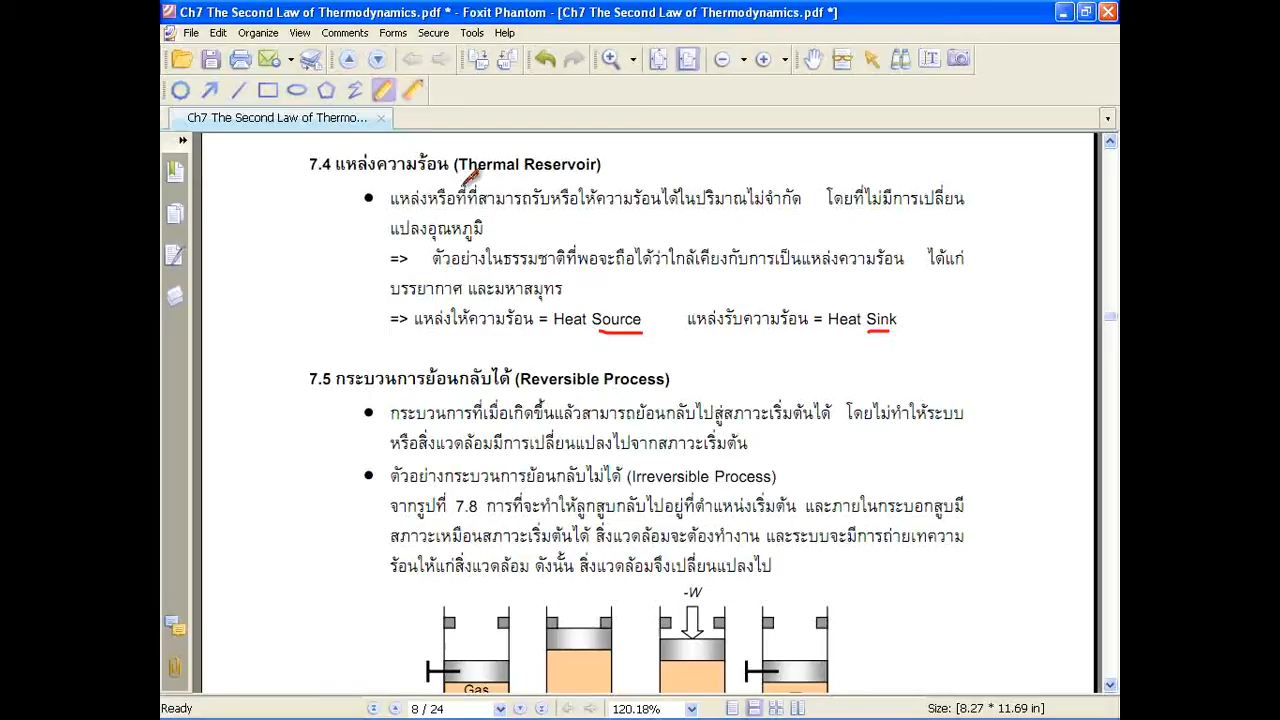 Ch7 The Second Law of Thermodynamics.pdf * - Foxit Phantom - [Ch7 The Second Law of Thermodynamics.pdf *]
File Edit Organize View Comments Forms Secure Tools Help
Ch7 The Second Law of Thermo...
7.4 แหล่งความร้อน (Thermal Reservoir)
● แหล่งหรือที่ที่สามารถรับหรือให้ความร้อนได้ในปริมาณไม่จำกัด โดยที่ไม่มีการเปลี่ยน
แปลงอุณหภูมิ
=> ตัวอย่างในธรรมชาติที่พอจะถือได้ว่าใกล้เคียงกับการเป็นแหล่งความร้อน ได้แก่
บรรยากาศ และมหาสมุทร
=> แหล่งให้ความร้อน = Heat Source แหล่งรับความร้อน = Heat Sink
7.5 กระบวนการย้อนกลับได้ (Reversible Process)
● กระบวนการที่เมื่อเกิดขึ้นแล้วสามารถย้อนกลับไปสู่สภาวะเริ่มต้นได้ โดยไม่ทำให้ระบบ
หรือสิ่งแวดล้อมมีการเปลี่ยนแปลงไปจากสภาวะเริ่มต้น
● ตัวอย่างกระบวนการย้อนกลับไม่ได้ (Irreversible Process)
จากรูปที่ 7.8 การที่จะทำให้ลูกสูบกลับไปอยู่ที่ตำแหน่งเริ่มต้น และภายในกระบอกสูบมี
สภาวะเหมือนสภาวะเริ่มต้นได้ สิ่งแวดล้อมจะต้องทำงาน และระบบจะมีการถ่ายเทความ
ร้อนให้แก่สิ่งแวดล้อม ดังนั้น สิ่งแวดล้อมจึงเปลี่ยนแปลงไป
-W
Gas
Ready 8 / 24 120.18% Size: [8.27 * 11.69 in]